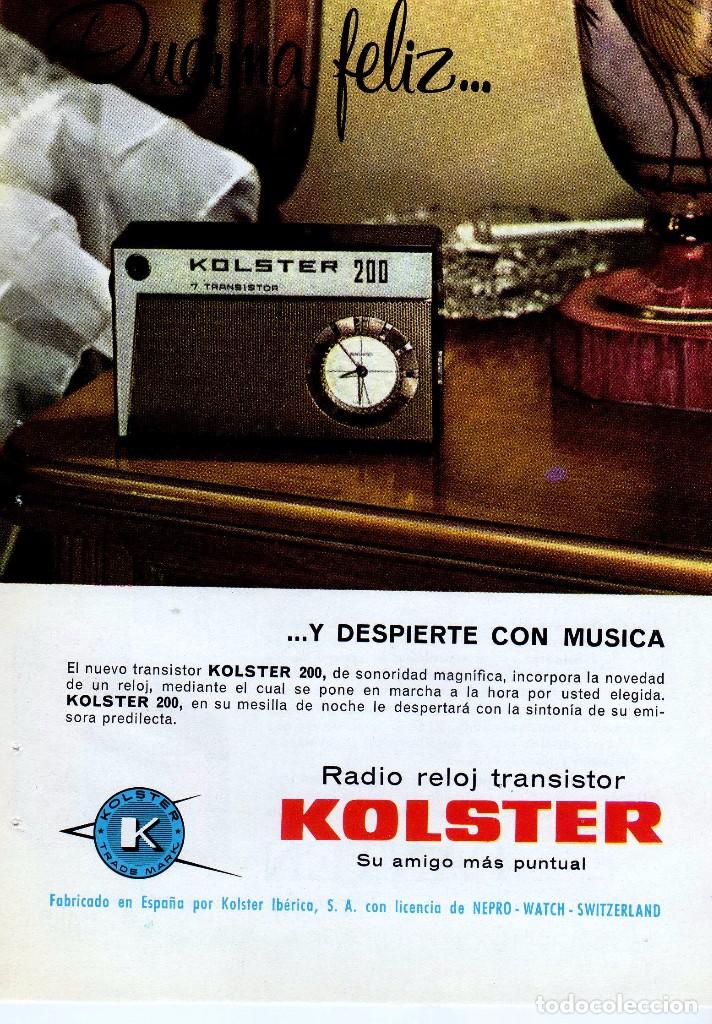 Duerma feliz...
KOLSTER 200
7 TRANSISTOR
...Y DESPIERTE CON MUSICA
El nuevo transistor KOLSTER 200, de sonoridad magnífica, incorpora la novedad
de un reloj, mediante el cual se pone en marcha a la hora por usted elegida.
KOLSTER 200, en su mesilla de noche le despertará con la sintonía de su emi-
sora predilecta.
Radio reloj transistor
KOLSTER
Su amigo más puntual
KOLSTER
K
TRADE MARK
Fabricado en España por Kolster Ibérica, S. A. con licencia de NEPRO - WATCH - SWITZERLAND
todocoleccion